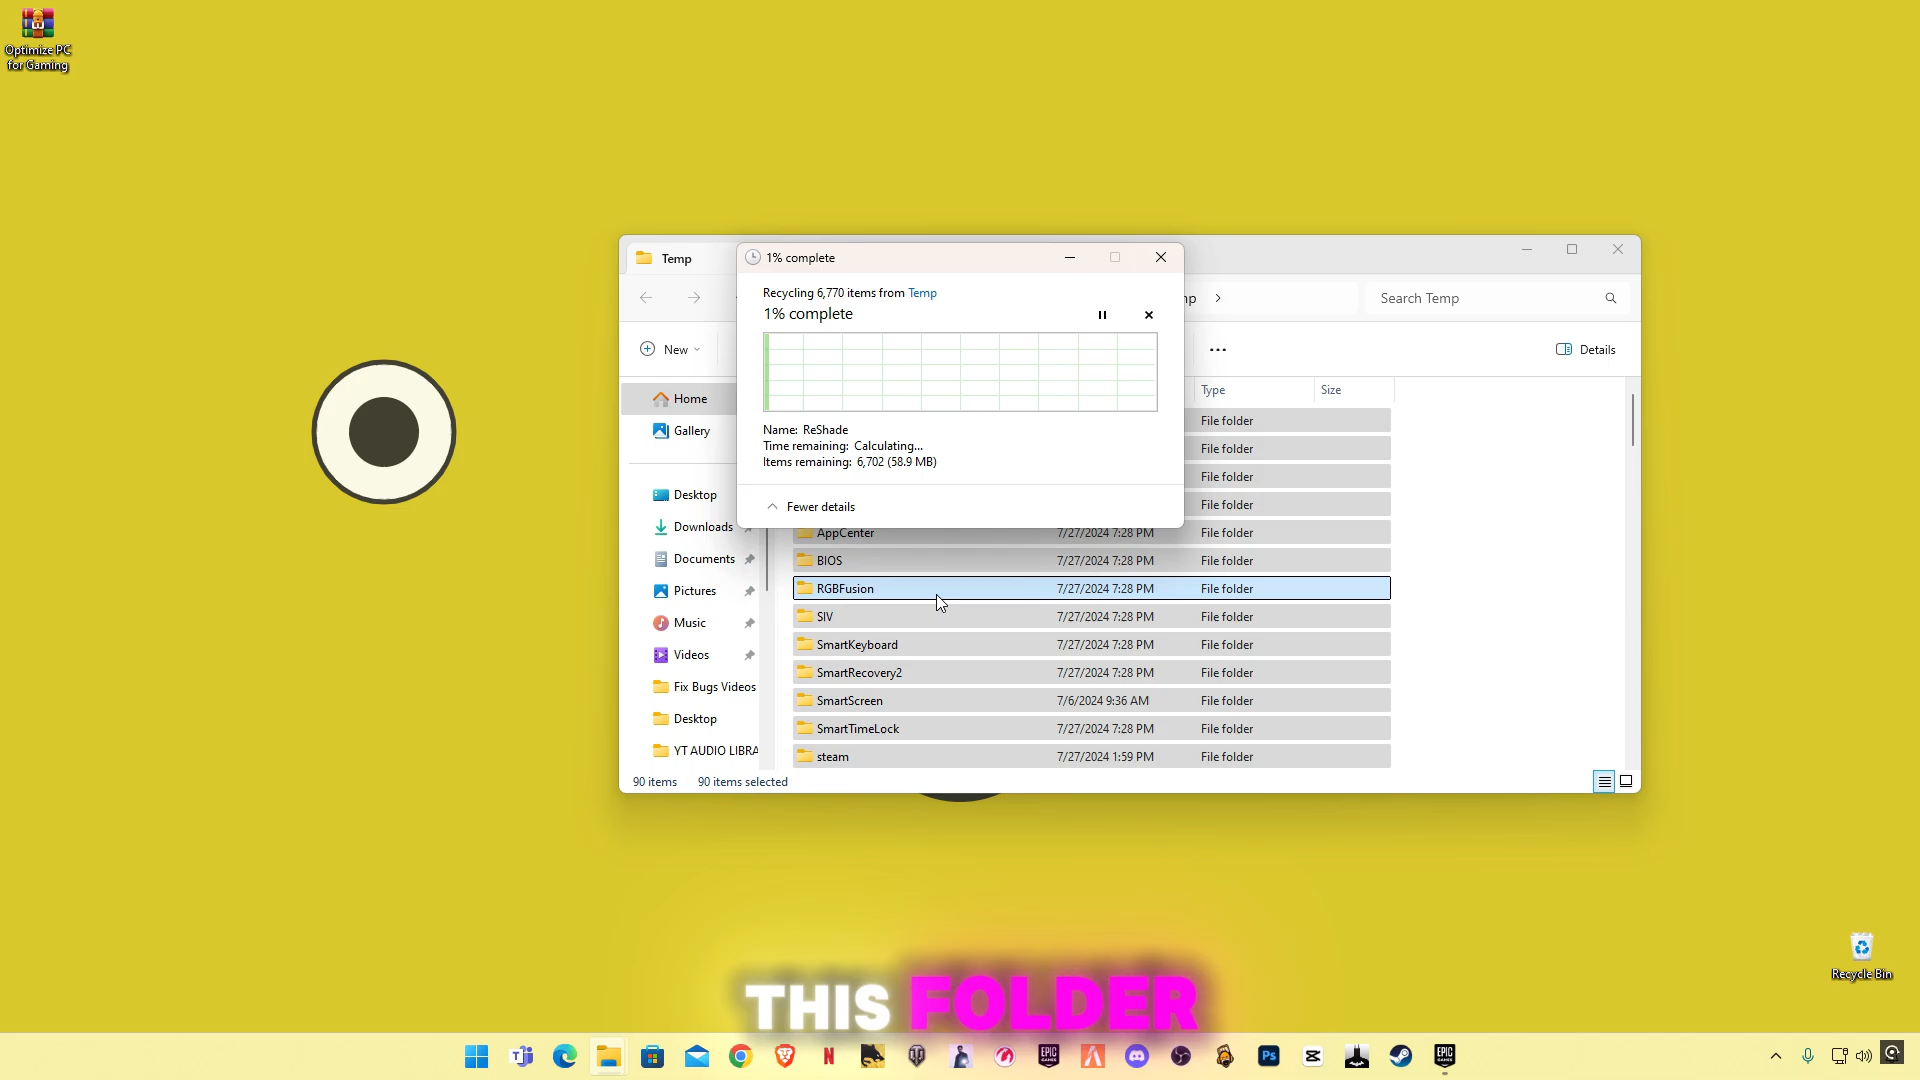 Optimize PC
for Gaming
Temp
1% complete
Recycling 6,770 items from Temp
1% complete
Name: ReShade
Time remaining: Calculating...
Items remaining: 6,702 (58.9 MB)
Fewer details
Search Temp
New
Details
Home
Gallery
Desktop
Downloads
Documents
Pictures
Music
Videos
Fix Bugs Videos
Desktop
YT AUDIO LIBRA
Type
Size
File folder
File folder
File folder
File folder
AppCenter 7/27/2024 7:28 PM File folder
BIOS 7/27/2024 7:28 PM File folder
RGBFusion 7/27/2024 7:28 PM File folder
SIV 7/27/2024 7:28 PM File folder
SmartKeyboard 7/27/2024 7:28 PM File folder
SmartRecovery2 7/27/2024 7:28 PM File folder
SmartScreen 7/6/2024 9:36 AM File folder
SmartTimeLock 7/27/2024 7:28 PM File folder
steam 7/27/2024 1:59 PM File folder
90 items 90 items selected
Recycle Bin
THIS FOLDER